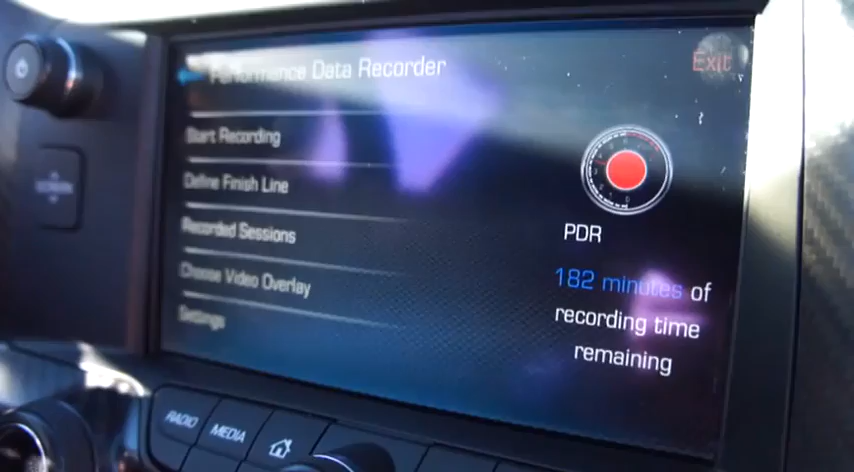 Performance Data Recorder
Exit
Start Recording
Define Finish Line
Recorded Sessions
Choose Video Overlay
Settings
PDR
182 minutes of
recording time
remaining
RADIO
MEDIA